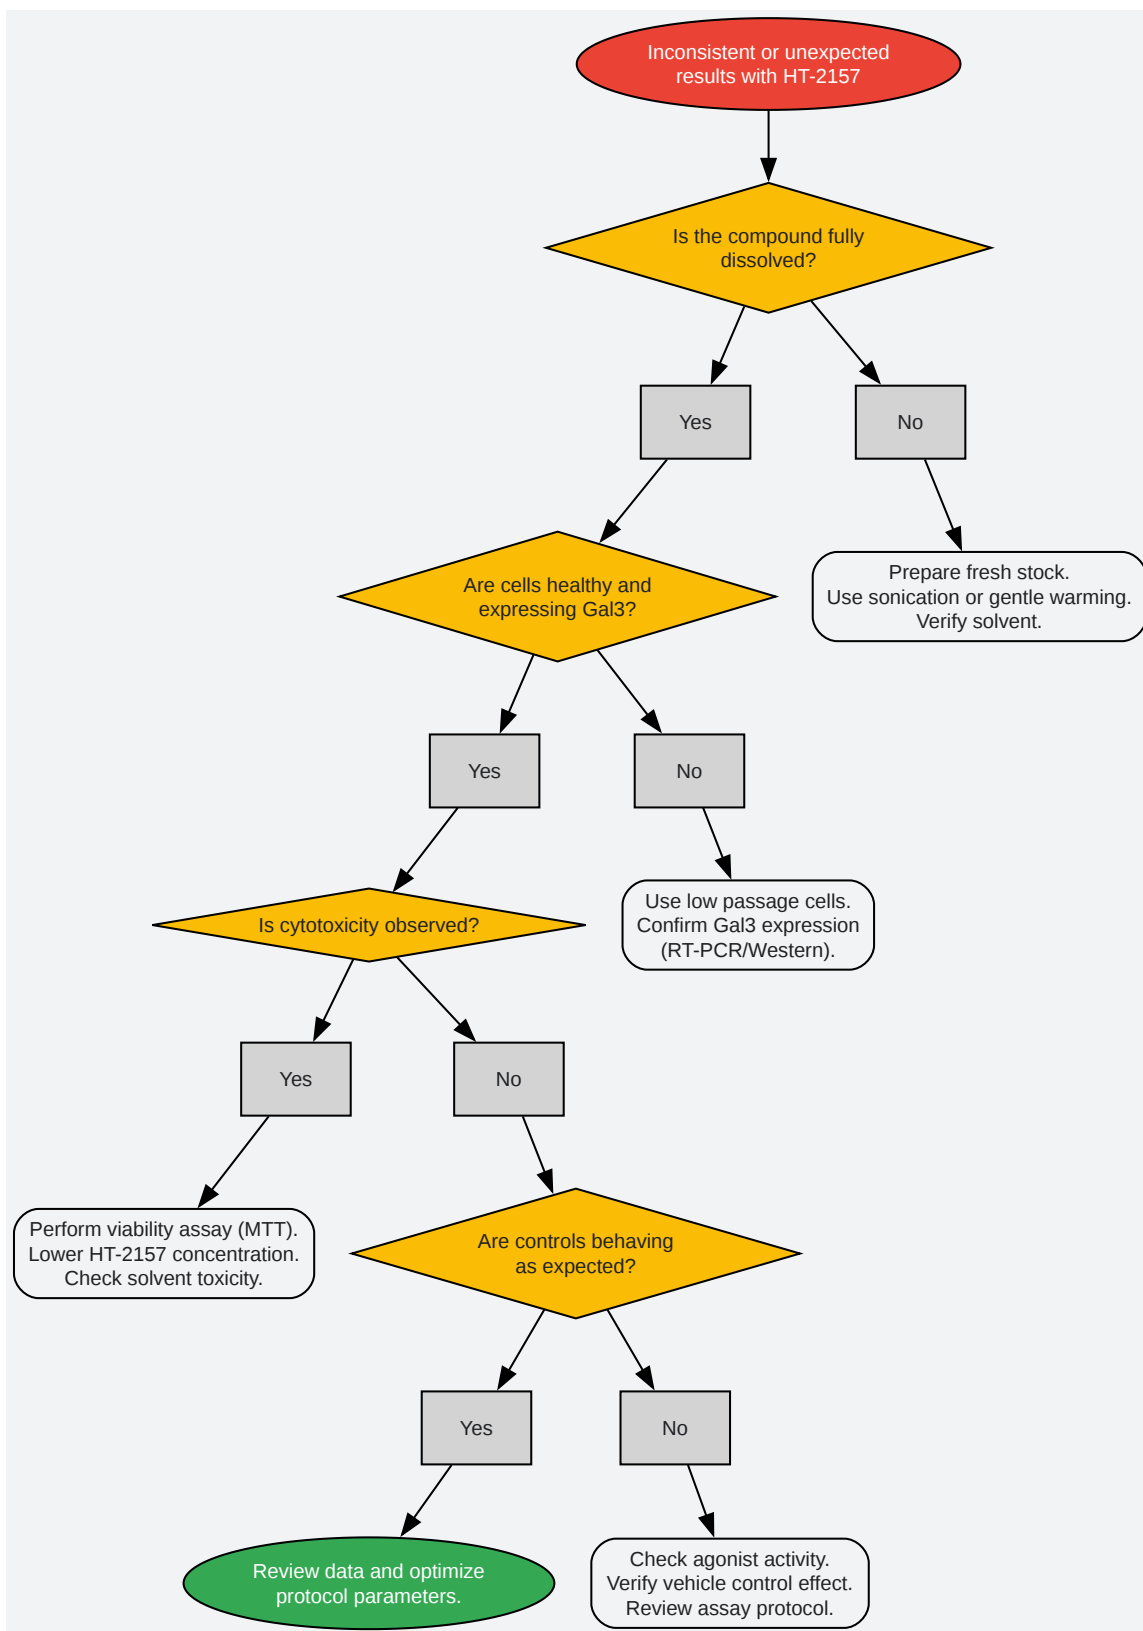 Inconsistent or unexpected
results with HT-2157
Is the compound fully
dissolved?
Yes
No
Are cells healthy and
expressing Gal3?
Prepare fresh stock.
Use sonication or gentle warming.
Verify solvent.
Yes
No
Is cytotoxicity observed?
Use low passage cells.
Confirm Gal3 expression
(RT-PCR/Western).
Yes
No
Perform viability assay (MTT).
Lower HT-2157 concentration.
Check solvent toxicity.
Are controls behaving
as expected?
Yes
No
Review data and optimize
protocol parameters.
Check agonist activity.
Verify vehicle control effect.
Review assay protocol.